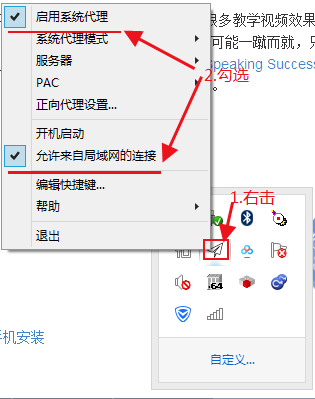 启用系统代理
系统代理模式
服务器
PAC
正向代理设置...
开机启动
允许来自局域网的连接
编辑快捷键...
帮助
退出
2.勾选
1.右击
很多教学视频效果
可能一蹴而就，只
speaking Success
。
64
自定义...
手机安装